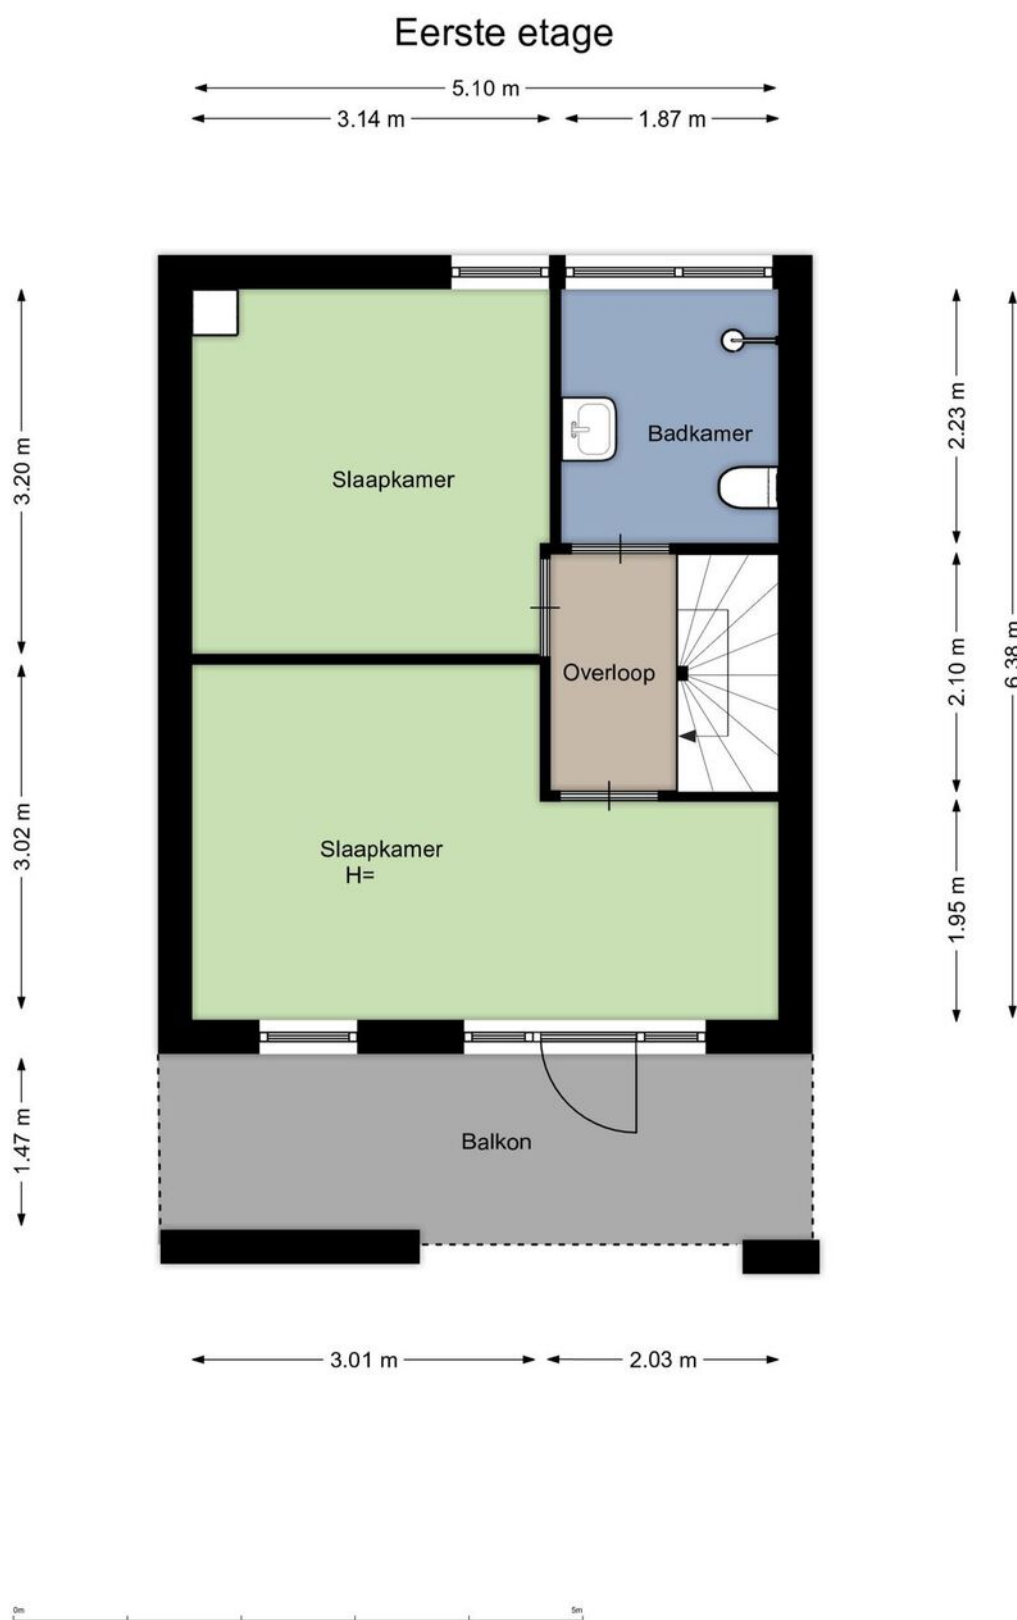 Eerste etage
5.10 m
3.14 m
1.87 m
3.20 m
2.23 m
Badkamer
Slaapkamer
6.38 m
2.10 m
Overloop
3.02 m
Slaapkamer
H=
1.95 m
1.47 m
Balkon
3.01 m
2.03 m
0m
5m